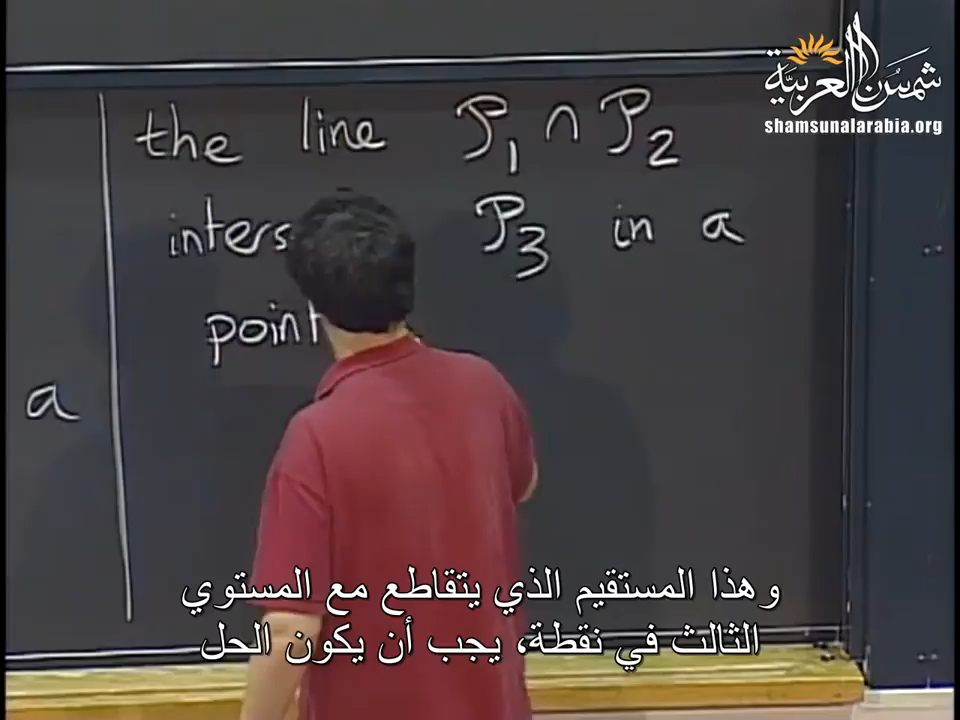 شمس العربية
shamsunalarabia.org
the line P₁ ∩ P₂
inters P₃ in a
point
a
وهذا المستقيم الذي يتقاطع مع المستوي
الثالث في نقطة، يجب أن يكون الحل